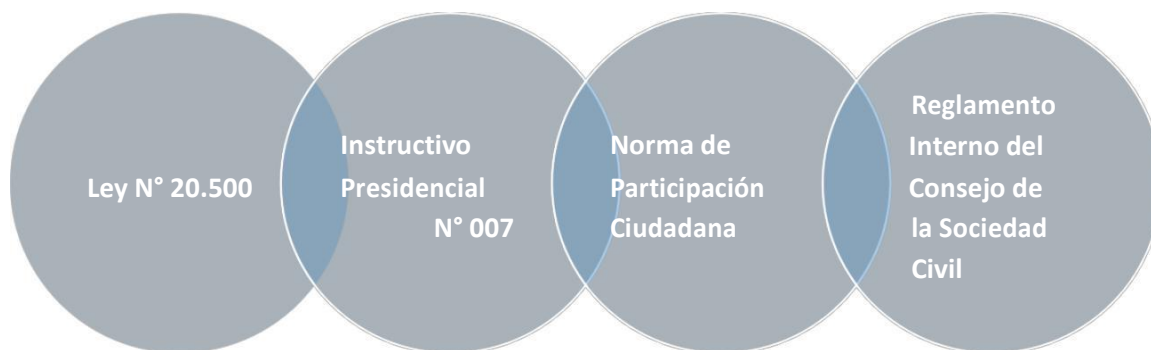 Ley N° 20.500
Instructivo
Presidencial
N° 007
Norma de
Participación
Ciudadana
Reglamento
Interno del
Consejo de
la Sociedad
Civil